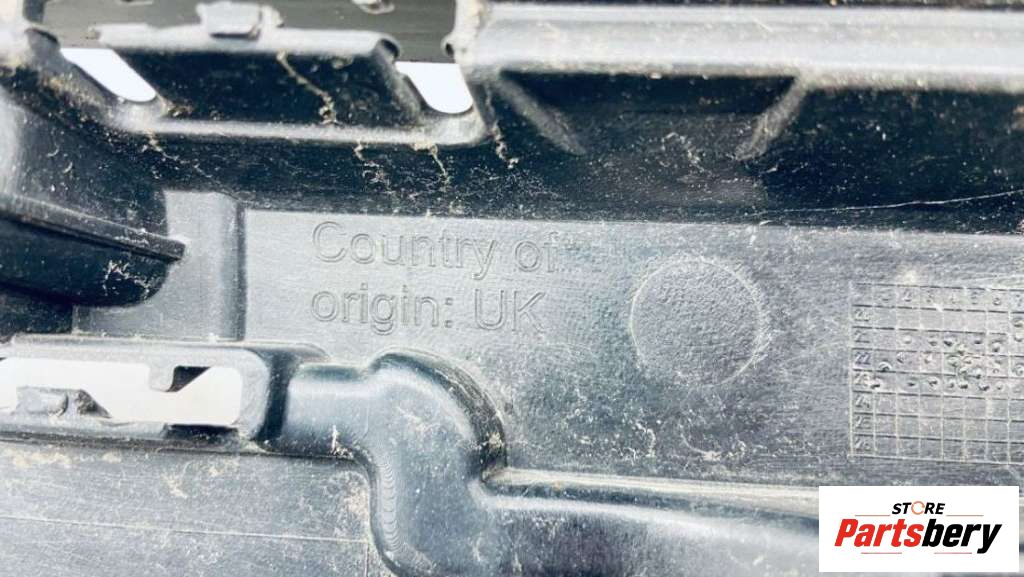 Country of
origin: UK
STORE
Partsbery